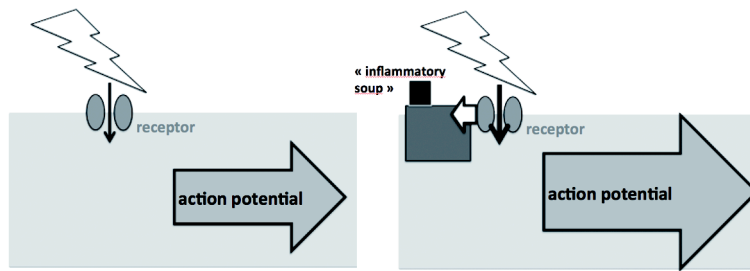 receptor
action potential
« inflammatory
soup »
receptor
action potential